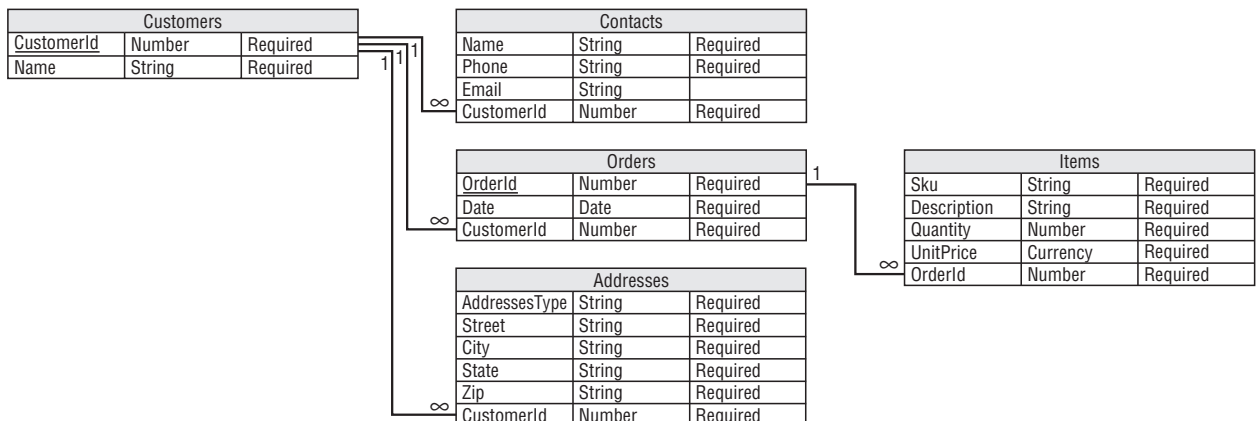 Customers
CustomerId Number Required
Name String Required
1 1 1
Contacts
Name String Required
Phone String Required
Email String
∞ CustomerId Number Required
Orders
OrderId Number Required 1
Date Date Required
∞ CustomerId Number Required
Items
Sku String Required
Description String Required
Quantity Number Required
UnitPrice Currency Required
∞ OrderId Number Required
Addresses
AddressesType String Required
Street String Required
City String Required
State String Required
Zip String Required
∞ CustomerId Number Required